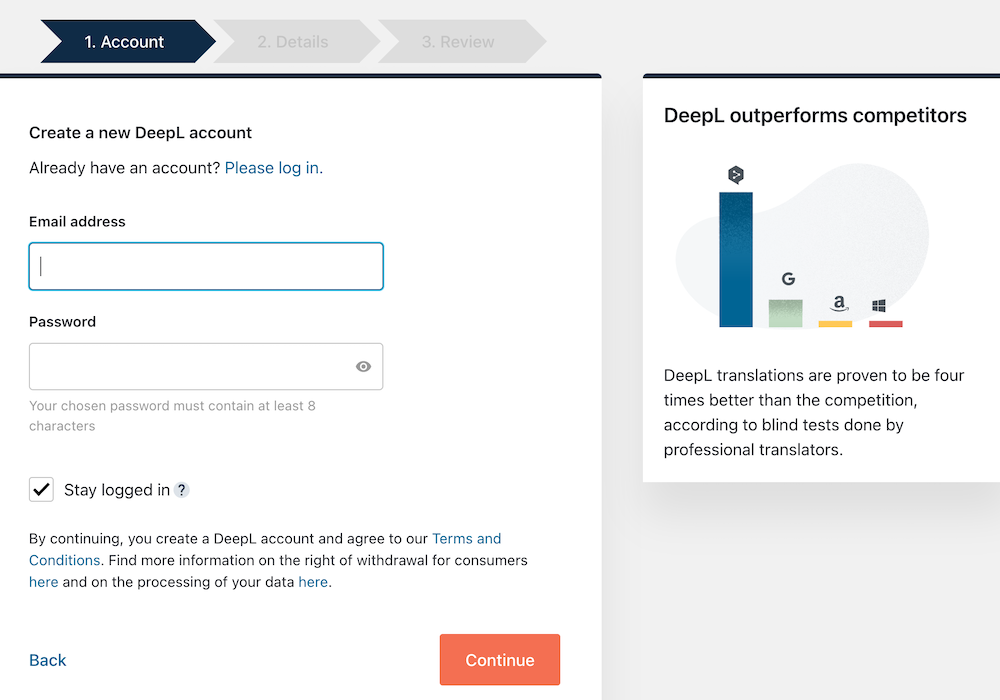 1. Account
2. Details
3. Review
Create a new DeepL account
Already have an account? Please log in.
Email address
Password
Your chosen password must contain at least 8
characters
Stay logged in ?
By continuing, you create a DeepL account and agree to our Terms and
Conditions. Find more information on the right of withdrawal for consumers
here and on the processing of your data here.
Back
Continue
DeepL outperforms competitors
G
a
DeepL translations are proven to be four
times better than the competition,
according to blind tests done by
professional translators.